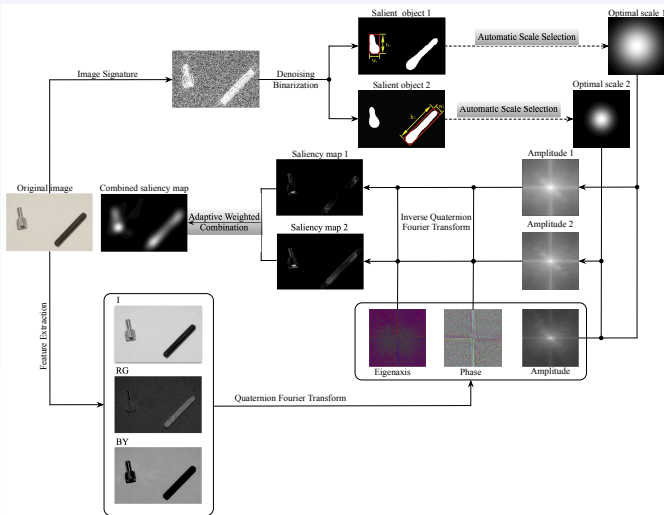 Salient object 1
Optimal scale 1
Automatic Scale Selection
Image Signature
Denoising
Binarization
Salient object 2
Optimal scale 2
Automatic Scale Selection
Saliency map 1
Amplitude 1
Original image
Combined saliency map
Adaptive Weighted
Combination
Inverse Quaternion
Fourier Transform
Saliency map 2
Amplitude 2
Feature Extraction
I
RG
BY
Eigenaxis
Phase
Amplitude
Quaternion Fourier Transform